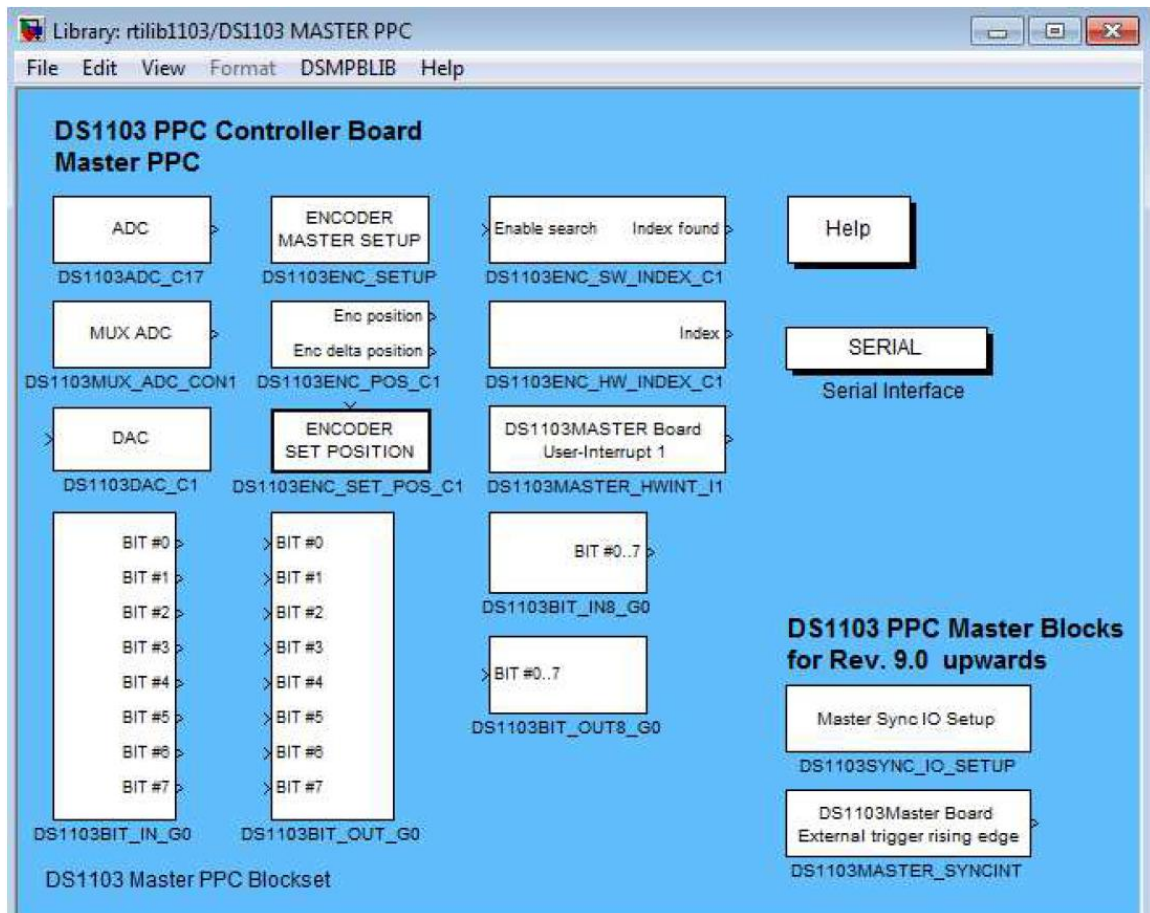 Library: rtilib1103/DS1103 MASTER PPC
File Edit View Format DSMPBLIB Help
DS1103 PPC Controller Board
Master PPC
ADC
DS1103ADC_C17
ENCODER
MASTER SETUP
DS1103ENC_SETUP
Enable search Index found
DS1103ENC_SW_INDEX_C1
Help
MUX ADC
DS1103MUX_ADC_CON1
Enc position
Enc delta position
DS1103ENC_POS_C1
Index
DS1103ENC_HW_INDEX_C1
SERIAL
Serial Interface
DAC
DS1103DAC_C1
ENCODER
SET POSITION
DS1103ENC_SET_POS_C1
DS1103MASTER Board
User-Interrupt 1
DS1103MASTER_HWINT_I1
BIT #0
BIT #1
BIT #2
BIT #3
BIT #4
BIT #5
BIT #6
BIT #7
DS1103BIT_IN_G0
BIT #0
BIT #1
BIT #2
BIT #3
BIT #4
BIT #5
BIT #6
BIT #7
DS1103BIT_OUT_G0
BIT #0..7
DS1103BIT_IN8_G0
BIT #0..7
DS1103BIT_OUT8_G0
DS1103 PPC Master Blocks
for Rev. 9.0 upwards
Master Sync IO Setup
DS1103SYNC_IO_SETUP
DS1103Master Board
External trigger rising edge
DS1103MASTER_SYNCINT
DS1103 Master PPC Blockset